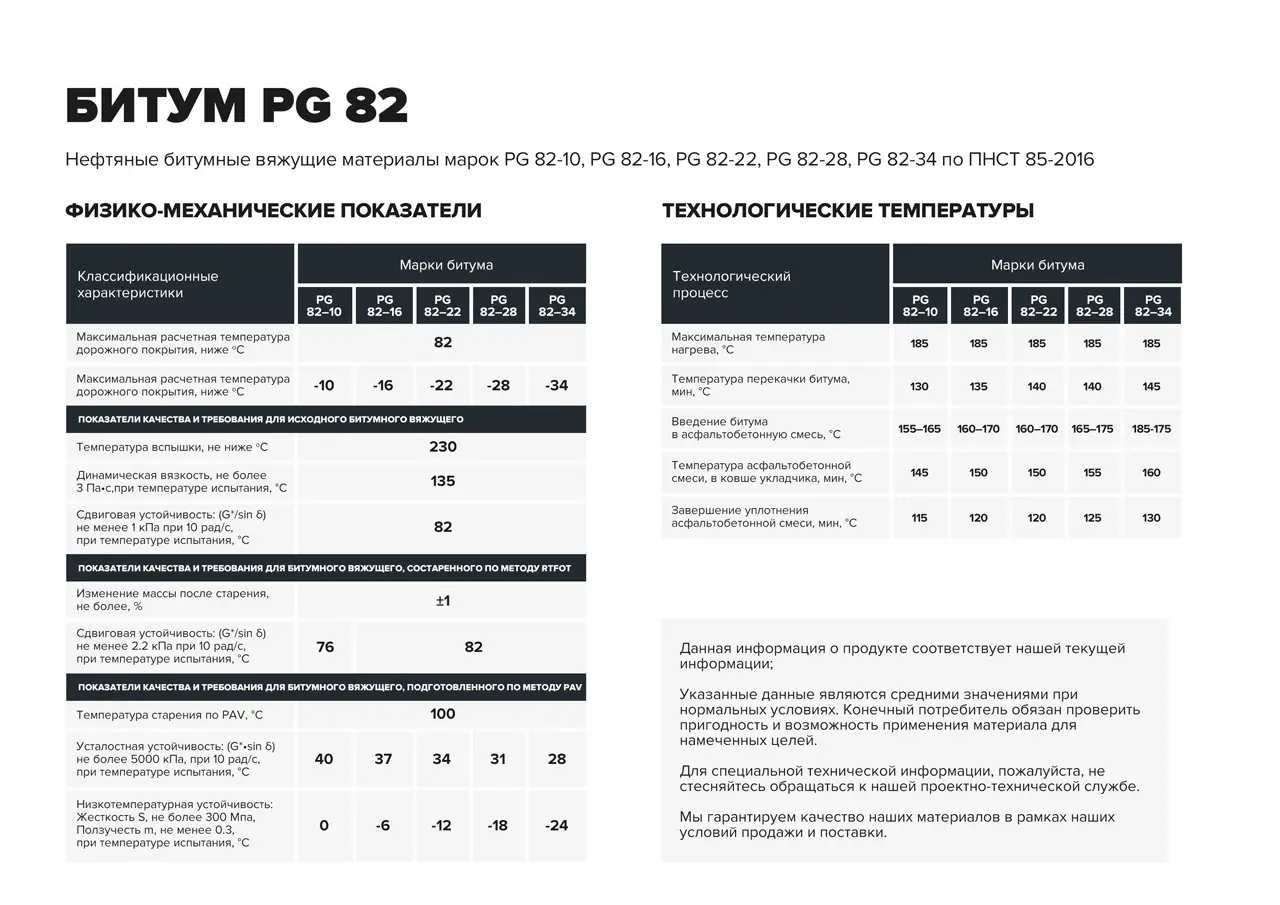 БИТУМ PG 82
Нефтяные битумные вяжущие материалы марок PG 82-10, PG 82-16, PG 82-22, PG 82-28, PG 82-34 по ПНСТ 85-2016
ФИЗИКО-МЕХАНИЧЕСКИЕ ПОКАЗАТЕЛИ
Классификационные
характеристики
Марки битума
PG PG PG PG PG
82–10 82–16 82–22 82–28 82–34
Максимальная расчетная температура
дорожного покрытия, ниже °C
82
Максимальная расчетная температура
дорожного покрытия, ниже °C
-10 -16 -22 -28 -34
ПОКАЗАТЕЛИ КАЧЕСТВА И ТРЕБОВАНИЯ ДЛЯ ИСХОДНОГО БИТУМНОГО ВЯЖУЩЕГО
Температура вспышки, не ниже °C 230
Динамическая вязкость, не более
3 Па•с,при температуре испытания, °C
135
Сдвиговая устойчивость: (G*/sin δ)
не менее 1 кПа при 10 рад/с,
при температуре испытания, °C
82
ПОКАЗАТЕЛИ КАЧЕСТВА И ТРЕБОВАНИЯ ДЛЯ БИТУМНОГО ВЯЖУЩЕГО, СОСТАРЕННОГО ПО МЕТОДУ RTFOT
Изменение массы после старения,
не более, %
±1
Сдвиговая устойчивость: (G*/sin δ)
не менее 2.2 кПа при 10 рад/с,
при температуре испытания, °C
76 82
ПОКАЗАТЕЛИ КАЧЕСТВА И ТРЕБОВАНИЯ ДЛЯ БИТУМНОГО ВЯЖУЩЕГО, ПОДГОТОВЛЕННОГО ПО МЕТОДУ PAV
Температура старения по PAV, °C 100
Усталостная устойчивость: (G*•sin δ)
не более 5000 кПа, при 10 рад/с,
при температуре испытания, °C
40 37 34 31 28
Низкотемпературная устойчивость:
Жесткость S, не более 300 Мпа,
Ползучесть m, не менее 0.3,
при температуре испытания, °C
0 -6 -12 -18 -24
ТЕХНОЛОГИЧЕСКИЕ ТЕМПЕРАТУРЫ
Технологический
процесс
Марки битума
PG PG PG PG PG
82–10 82–16 82–22 82–28 82–34
Максимальная температура
нагрева, °C
185 185 185 185 185
Температура перекачки битума,
мин, °C
130 135 140 140 145
Введение битума
в асфальтобетонную смесь, °C
155–165 160–170 160–170 165–175 185-175
Температура асфальтобетонной
смеси, в ковше укладчика, мин, °C
145 150 150 155 160
Завершение уплотнения
асфальтобетонной смеси, мин, °C
115 120 120 125 130
Данная информация о продукте соответствует нашей текущей
информации;
Указанные данные являются средними значениями при
нормальных условиях. Конечный потребитель обязан проверить
пригодность и возможность применения материала для
намеченных целей.
Для специальной технической информации, пожалуйста, не
стесняйтесь обращаться к нашей проектно-технической службе.
Мы гарантируем качество наших материалов в рамках наших
условий продажи и поставки.